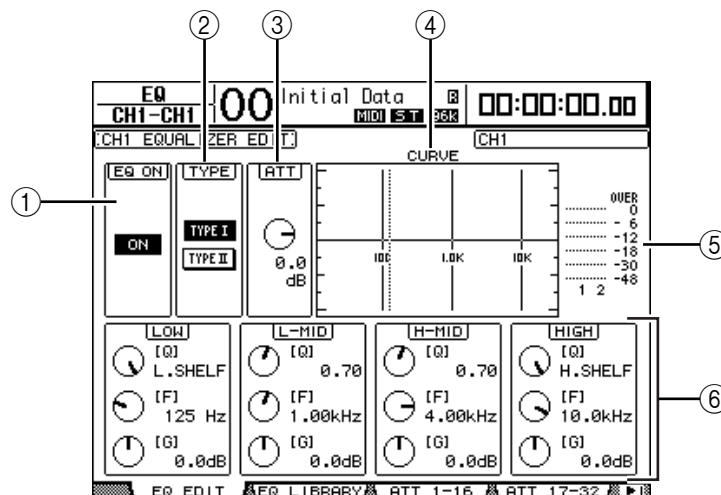 ② ③ ④
EQ
CH1-CH1
00 Initial Data R
MIDI ST 96k
00:00:00.00
CH1 EQUALIZER EDIT
CH1
① ⑤ ⑥
EQ ON
ON
TYPE
TYPE I
TYPE II
ATT
0.0
dB
CURVE
100 1.0K 10K
OVER
0
- 6
-12
-18
-30
-48
1 2
LOW
[Q]
L.SHELF
[F]
125 Hz
[G]
0.0dB
L-MID
[Q]
0.70
[F]
1.00kHz
[G]
0.0dB
H-MID
[Q]
0.70
[F]
4.00kHz
[G]
0.0dB
HIGH
[Q]
H.SHELF
[F]
10.0kHz
[G]
0.0dB
EQ EDIT EQ LIBRARY ATT 1-16 ATT 17-32